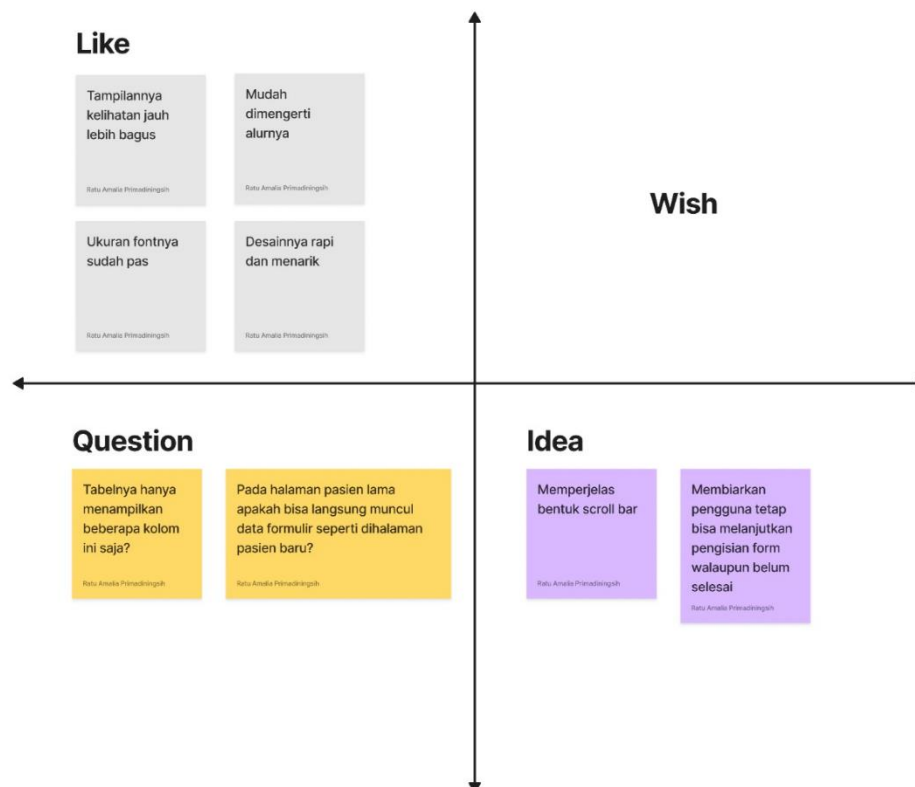 Like
Tampilannya
kelihatan jauh
lebih bagus
Ratu Amalia Primadiningsih
Mudah
dimengerti
alurnya
Ratu Amalia Primadiningsih
Ukuran fontnya
sudah pas
Ratu Amalia Primadiningsih
Desainnya rapi
dan menarik
Ratu Amalia Primadiningsih
Wish
Question
Tabelnya hanya
menampilkan
beberapa kolom
ini saja?
Ratu Amalia Primadiningsih
Pada halaman pasien lama
apakah bisa langsung muncul
data formulir seperti dihalaman
pasien baru?
Ratu Amalia Primadiningsih
Idea
Memperjelas
bentuk scroll bar
Ratu Amalia Primadiningsih
Membiarkan
pengguna tetap
bisa melanjutkan
pengisian form
walaupun belum
selesai
Ratu Amalia Primadiningsih